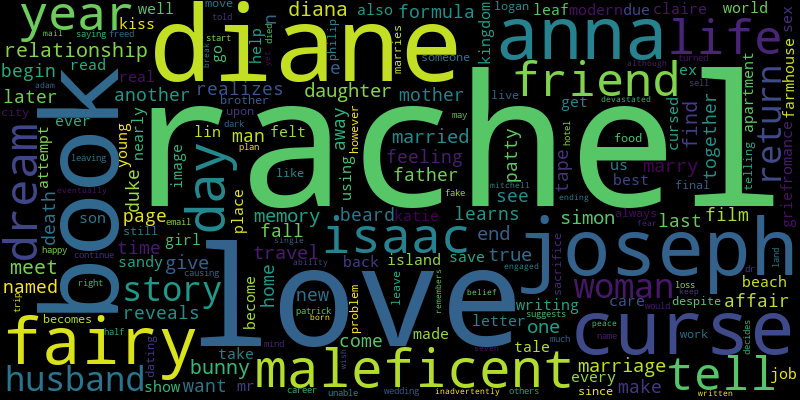 year
well
kiss
told
move
diana
also
formula
logan
leaf
modern
due
claire
world
sex
mail
saying
freed
diane
anna
life
relationship
start
go
help
died
philip
marries
someone
kingdom
although
turned
ex
sell
farmhouse
begin
read
real
break
adam
realizes
daughter
mother
friend
live
return
later
another
brother
upon
married
devastated
city
ever
nearly
young
dark
plan
however
rachel
may
get
cursed
find
together
telling
apartment
dream
attempt
book
leaving
eventually
man
felt
lin
away
using
feeling
patty
food
us
marry
grief
romance
image
day
like
father
hotel
see
best
tape
final
death
duke
page
email
place
memory
beard
katie
fake
learns
mitchell
ending
simon
always
fear
last
film
son
still
girl
fall
single
isaac
end
true
joseph
happy
time
continue
travel
back
island
save
engaged
sacrifice
woman
land
dr
meet
right
sandy
give
home
ability
remembers
belief
beach
named
story
love
new
leave
writing
care
loss
keep
despite
affair
trip
reveals
causing
become
patrick
born
problem
letter
suggests
one
curse
would
becomes
half
come
made
much
peace
name
work
decides
fairy
dating
take
mind
wish
seven
tale
marriage
tell
job
husband
show
want
bunny
mr
career
unable
maleficent
wedding
inadvertently
others
every
since
make
written